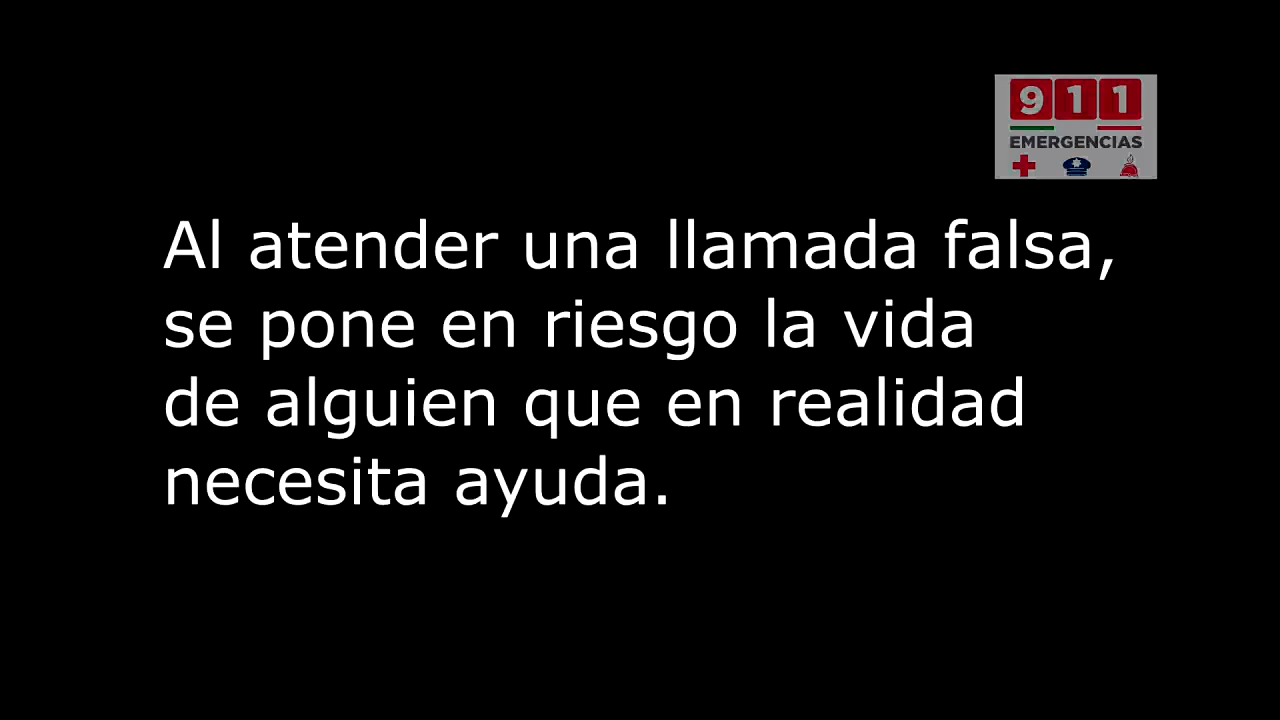 911
EMERGENCIAS
Al atender una llamada falsa,
se pone en riesgo la vida
de alguien que en realidad
necesita ayuda.